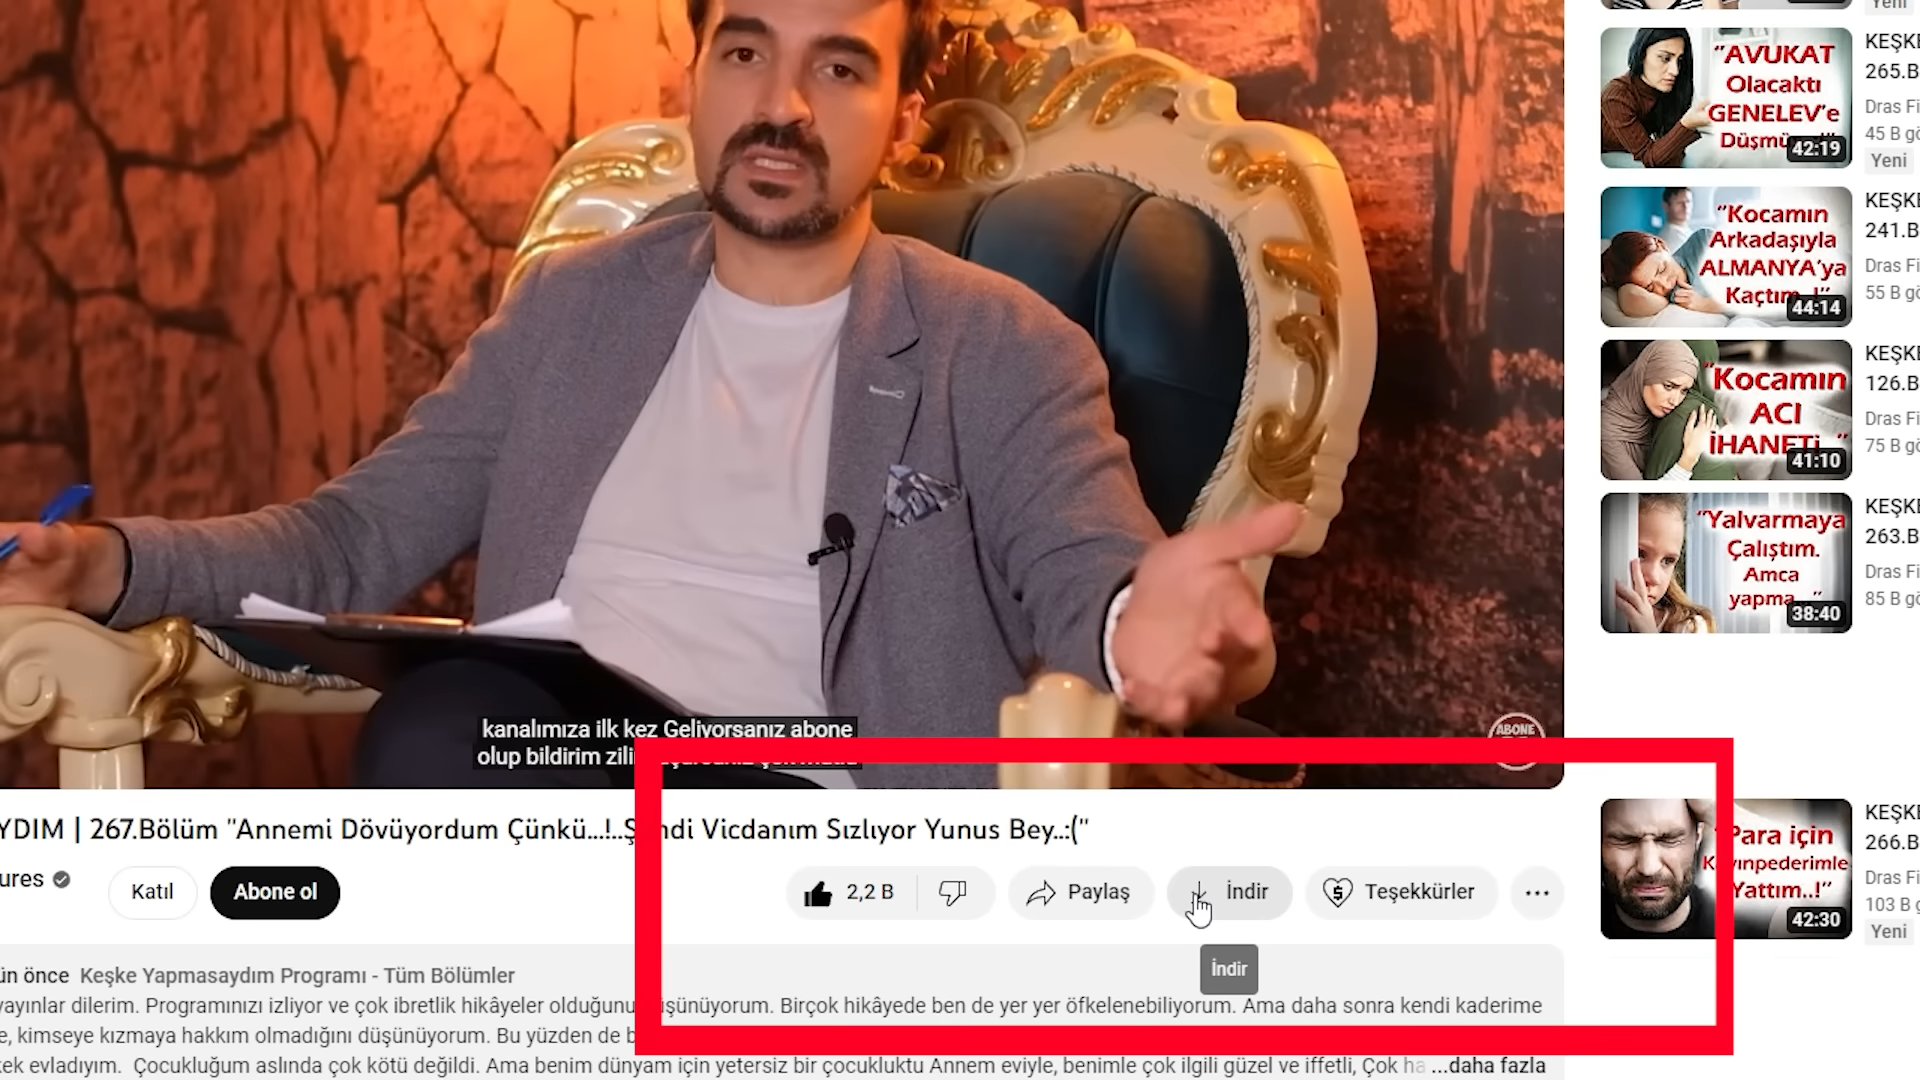 kanalımıza ilk kez Geliyorsanız abone
olup bildirim
ABONE
YDIM | 267.Bölüm "Annemi Dövüyordum Çünkü...!..Ş ndi Vicdanım Sızlıyor Yunus Bey..:("
ures
Katıl
Abone ol
2,2 B
Paylaş
İndir
Teşekkürler
İndir
ün önce Keşke Yapmasaydım Programı - Tüm Bölümler
yayınlar dilerim. Programınızı izliyor ve çok ibretlik hikâyeler olduğunu şünüyorum. Birçok hikâyede ben de yer yer öfkelenebiliyorum. Ama daha sonra kendi kaderime
e, kimseye kızmaya hakkım olmadığını düşünüyorum. Bu yüzden de b
ek evladıyım. Çocukluğum aslında çok kötü değildi. Ama benim dünyam için yetersiz bir çocukluktu Annem eviyle, benimle çok ilgili güzel ve iffetli, Çok ha ...daha fazla
Yeni
"AVUKAT
Olacaktı
GENELEV'e
42:19
KEŞKE
265.B
Dras Fi
45 B gö
Yeni
"Kocamın
Arkadaşıyla
ALMANYA'ya
Kaçtım..!"
44:14
KEŞKE
241.B
Dras Fi
55 B gö
"Kocamın
ACI
İHANETİ..."
41:10
KEŞKE
126.B
Dras Fi
75 B gö
"Yalvarmaya
Çalıştım.
Amca
yapma..."
38:40
KEŞKE
263.B
Dras Fi
85 B gö
Para için
Yattım..!"
42:30
KEŞKE
266.B
Dras Fi
103 B g
Yeni